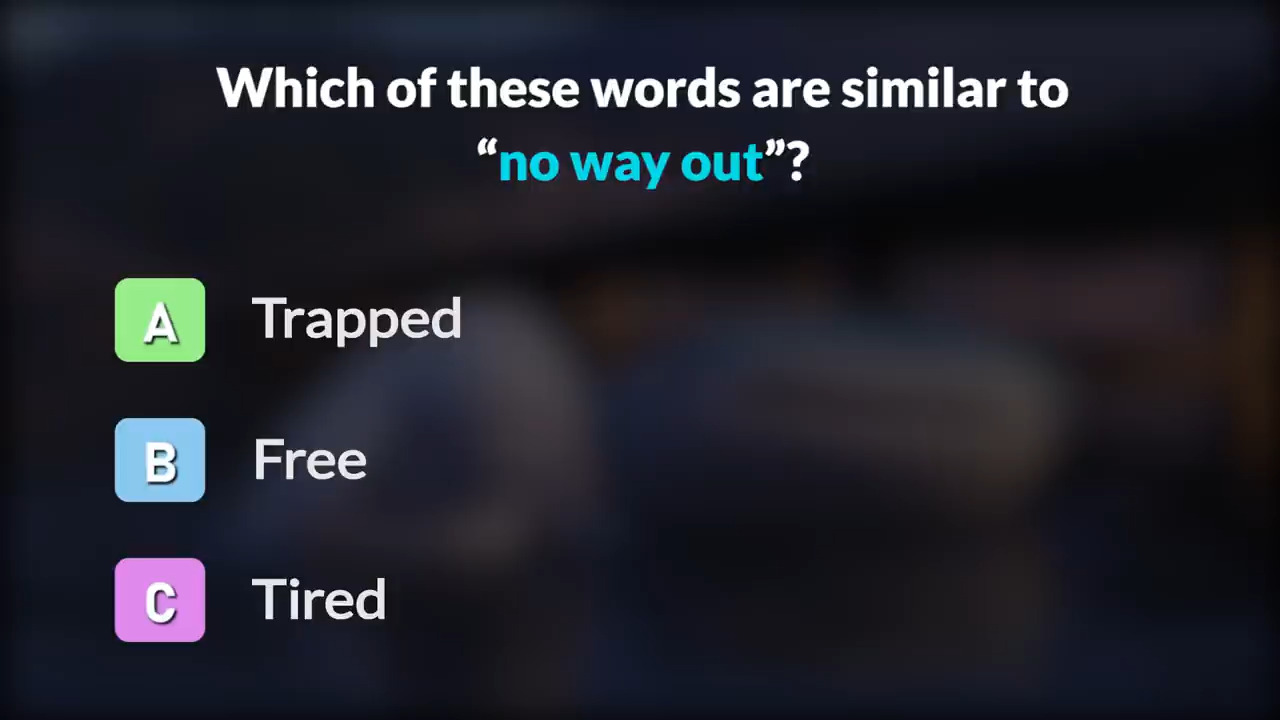 Which of these words are similar to
“no way out”?
A Trapped
B Free
C Tired